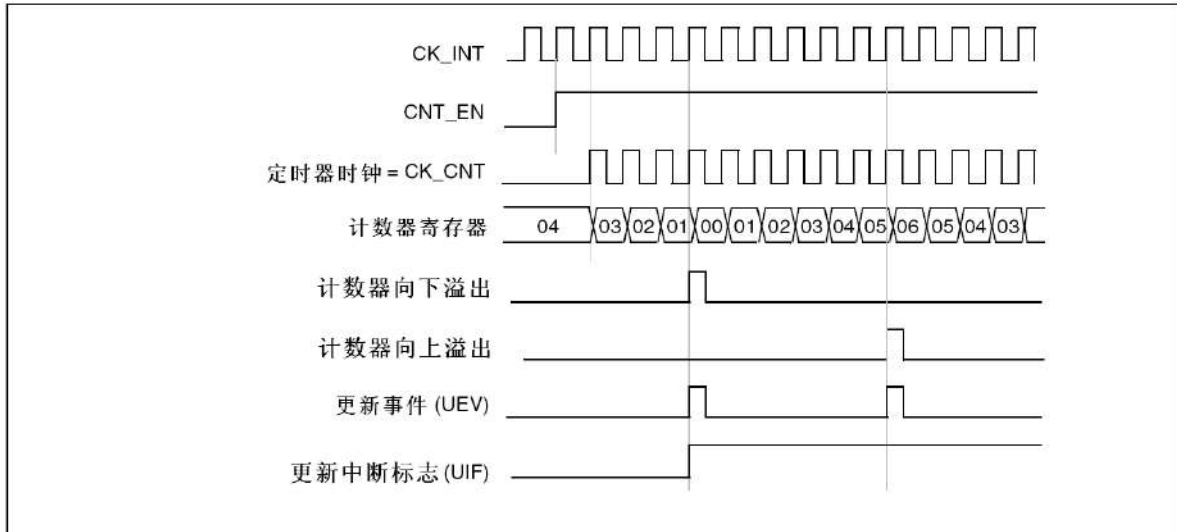 CK_INT
CNT_EN
定时器时钟 = CK_CNT
计数器寄存器 04 03 02 01 00 01 02 03 04 05 06 05 04 03
计数器向下溢出
计数器向上溢出
更新事件 (UEV)
更新中断标志 (UIF)